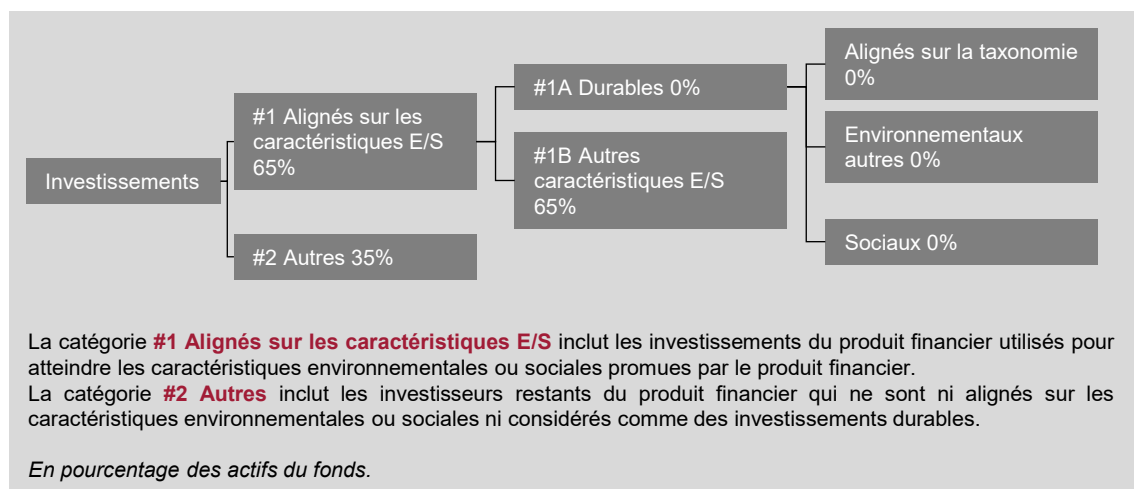 Investissements
#1 Alignés sur les
caractéristiques E/S
65%
#2 Autres 35%
#1A Durables 0%
#1B Autres
caractéristiques E/S
65%
Alignés sur la taxonomie
0%
Environnementaux
autres 0%
Sociaux 0%
La catégorie #1 Alignés sur les caractéristiques E/S inclut les investissements du produit financier utilisés pour
atteindre les caractéristiques environnementales ou sociales promues par le produit financier.
La catégorie #2 Autres inclut les investisseurs restants du produit financier qui ne sont ni alignés sur les
caractéristiques environnementales ou sociales ni considérés comme des investissements durables.
En pourcentage des actifs du fonds.